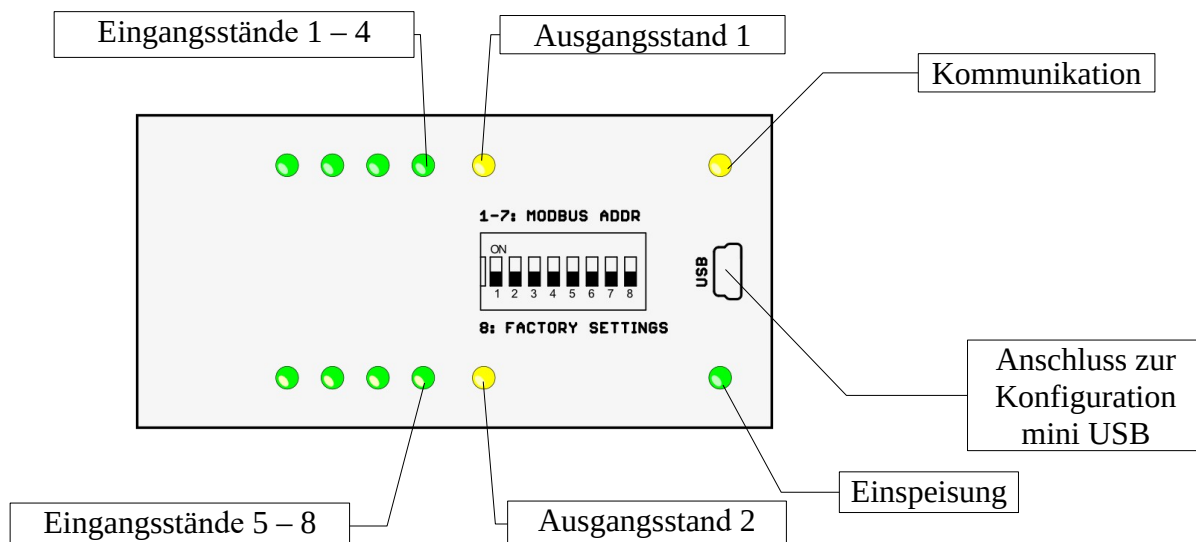 Eingangsstände 1 – 4
Ausgangsstand 1
Kommunikation
1-7: MODBUS ADDR
ON
1 2 3 4 5 6 7 8
USB
8: FACTORY SETTINGS
Anschluss zur
Konfiguration
mini USB
Einspeisung
Eingangsstände 5 – 8
Ausgangsstand 2